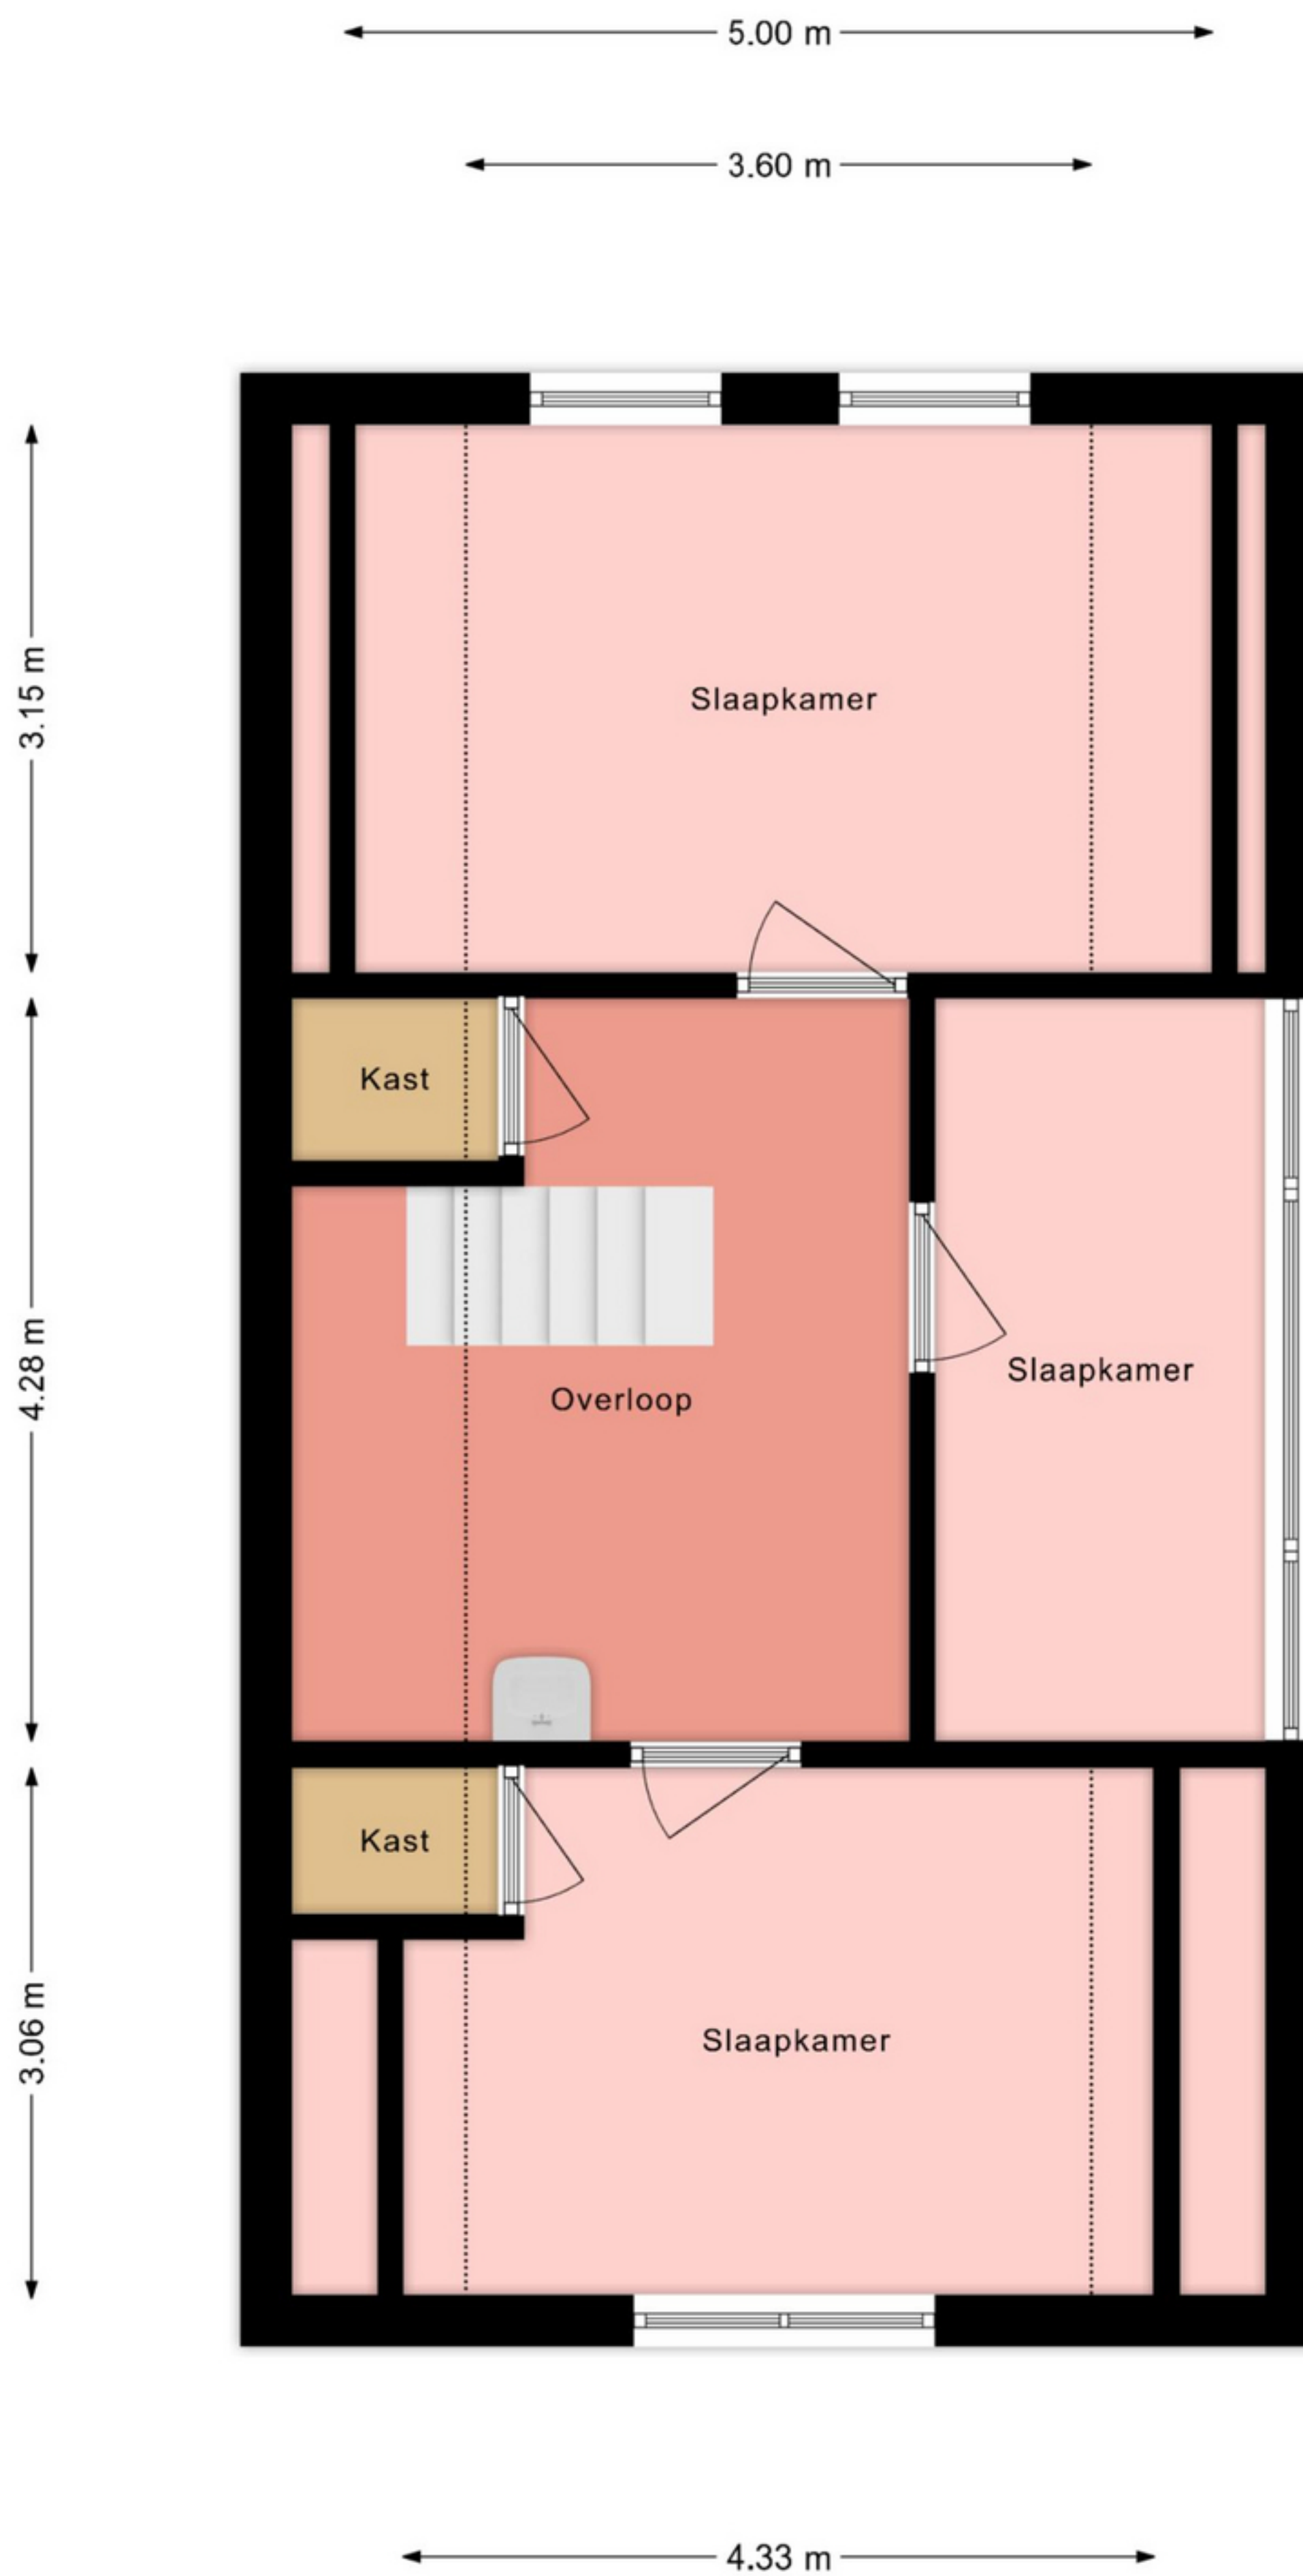 5.00 m
3.60 m
3.15 m
Slaapkamer
Kast
4.28 m
Slaapkamer
Overloop
Kast
3.06 m
Slaapkamer
4.33 m